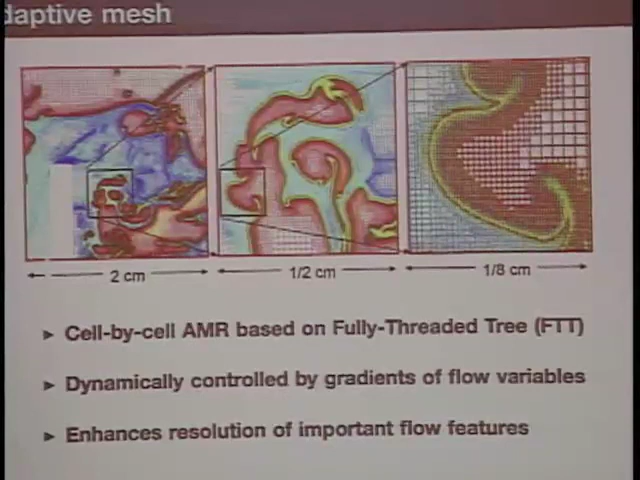 daptive mesh
2 cm
1/2 cm
1/8 cm
► Cell-by-cell AMR based on Fully-Threaded Tree (FTT)
► Dynamically controlled by gradients of flow variables
► Enhances resolution of important flow features